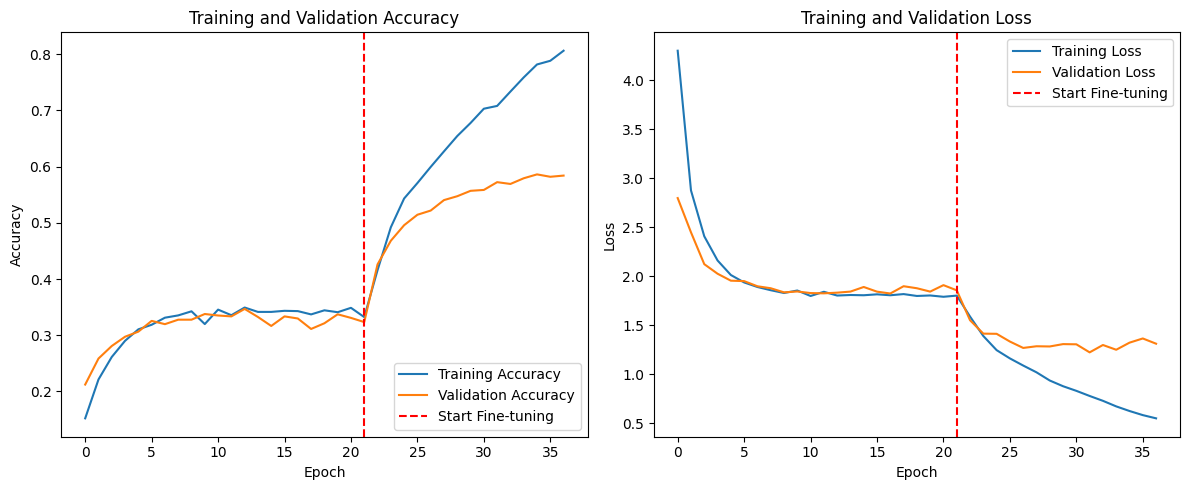 Training and Validation Accuracy
Accuracy
0.8
0.7
0.6
0.5
0.4
0.3
0.2
Training Accuracy
Validation Accuracy
Start Fine-tuning
0 5 10 15 20 25 30 35
Epoch
Training and Validation Loss
Loss
4.0
3.5
3.0
2.5
2.0
1.5
1.0
0.5
Training Loss
Validation Loss
Start Fine-tuning
0 5 10 15 20 25 30 35
Epoch